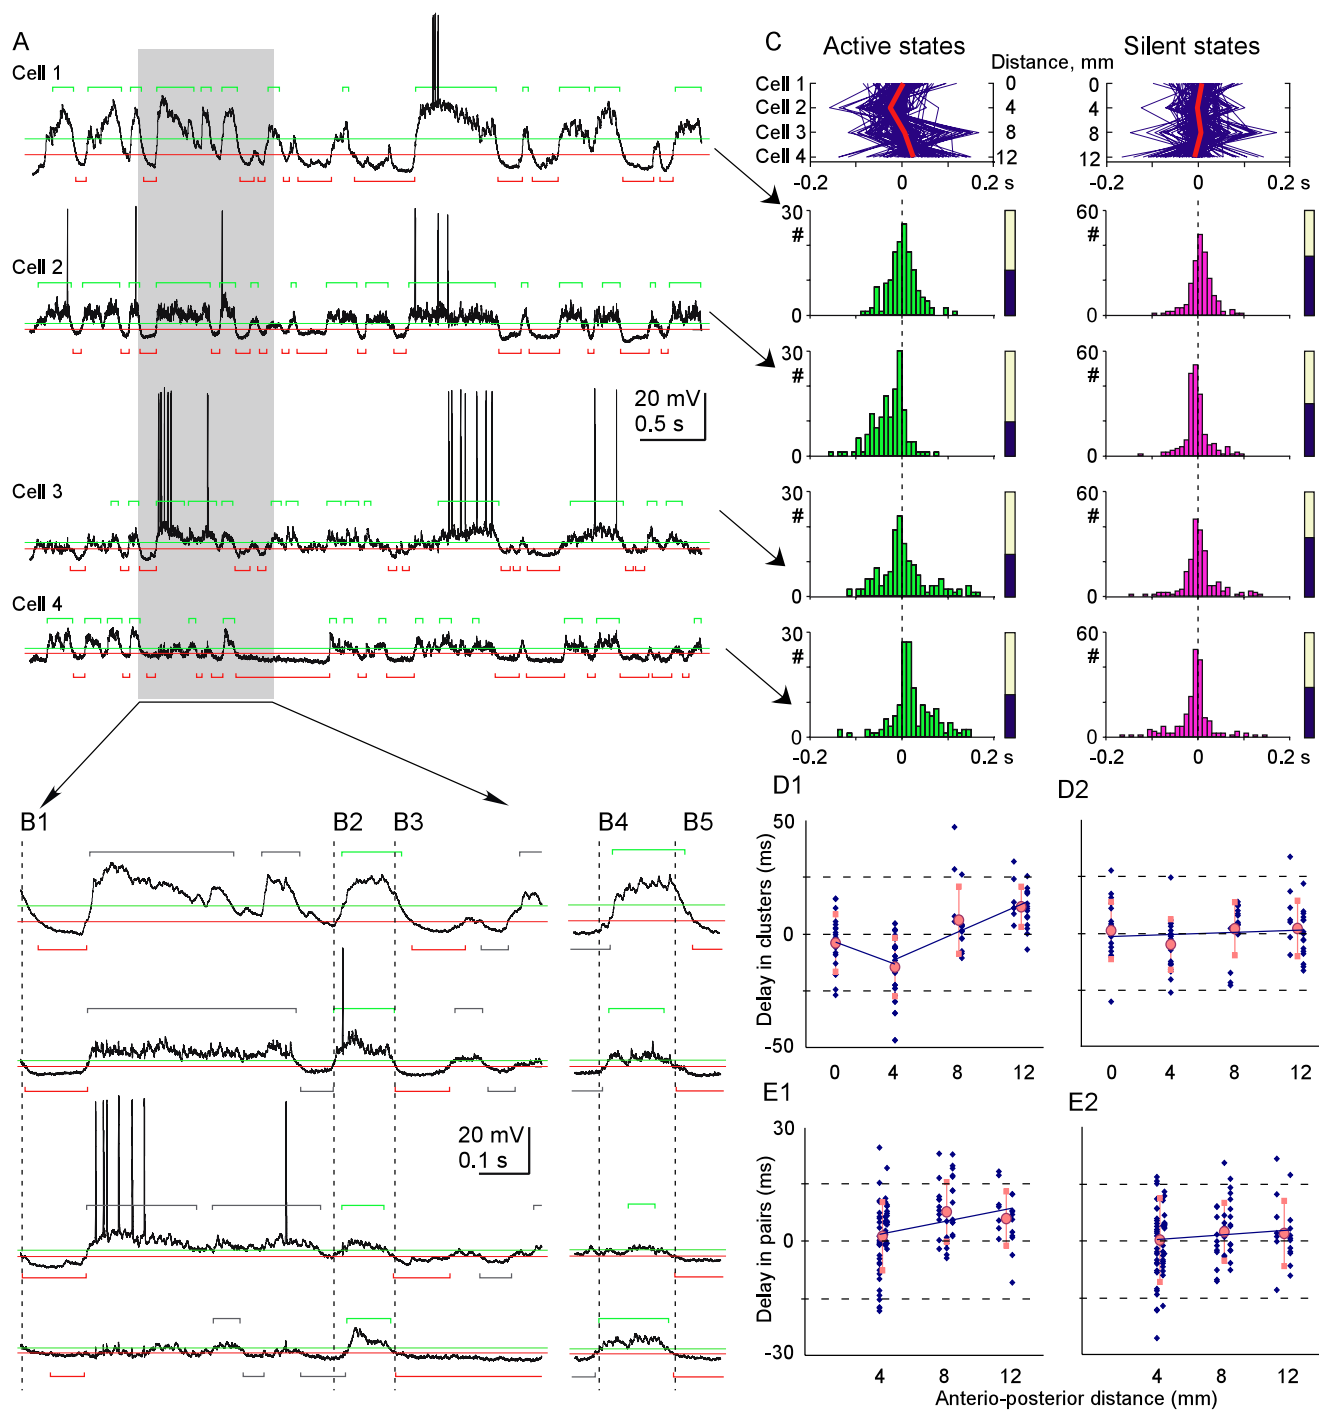 A
Cell 1
Cell 2
20 mV
0.5 s
Cell 3
Cell 4
C
Active states
Silent states
Distance, mm
Cell 1
Cell 2
Cell 3
Cell 4
0
4
8
12
-0.2
0
0.2 s
-0.2
0
0.2 s
30
#
0
60
0
30
#
0
60
0
30
#
0
60
0
30
#
0
60
0
-0.2
0
0.2 s
-0.2
0
0.2 s
B1
B2
B3
B4
B5
20 mV
0.1 s
D1
D2
Delay in clusters (ms)
50
0
-50
0
4
8
12
0
4
8
12
E1
E2
Delay in pairs (ms)
30
15
0
-15
-30
4
8
12
4
8
12
Anterio-posterior distance (mm)